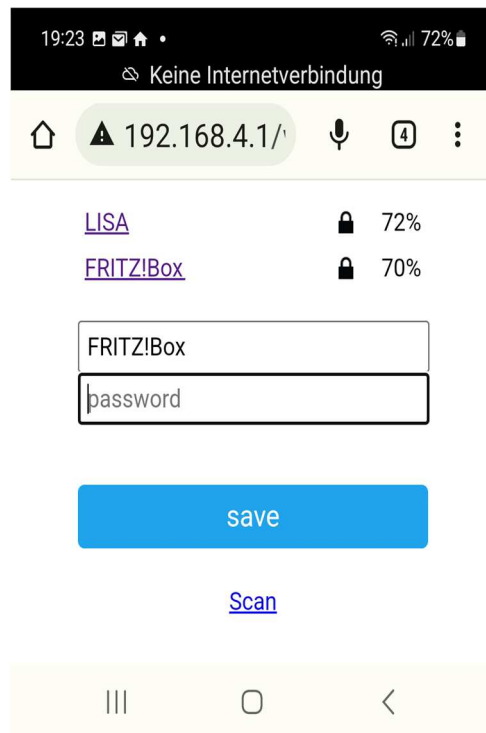 19:23 72%
Keine Internetverbindung
192.168.4.1/ 4
LISA 72%
FRITZ!Box 70%
FRITZ!Box
password
save
Scan